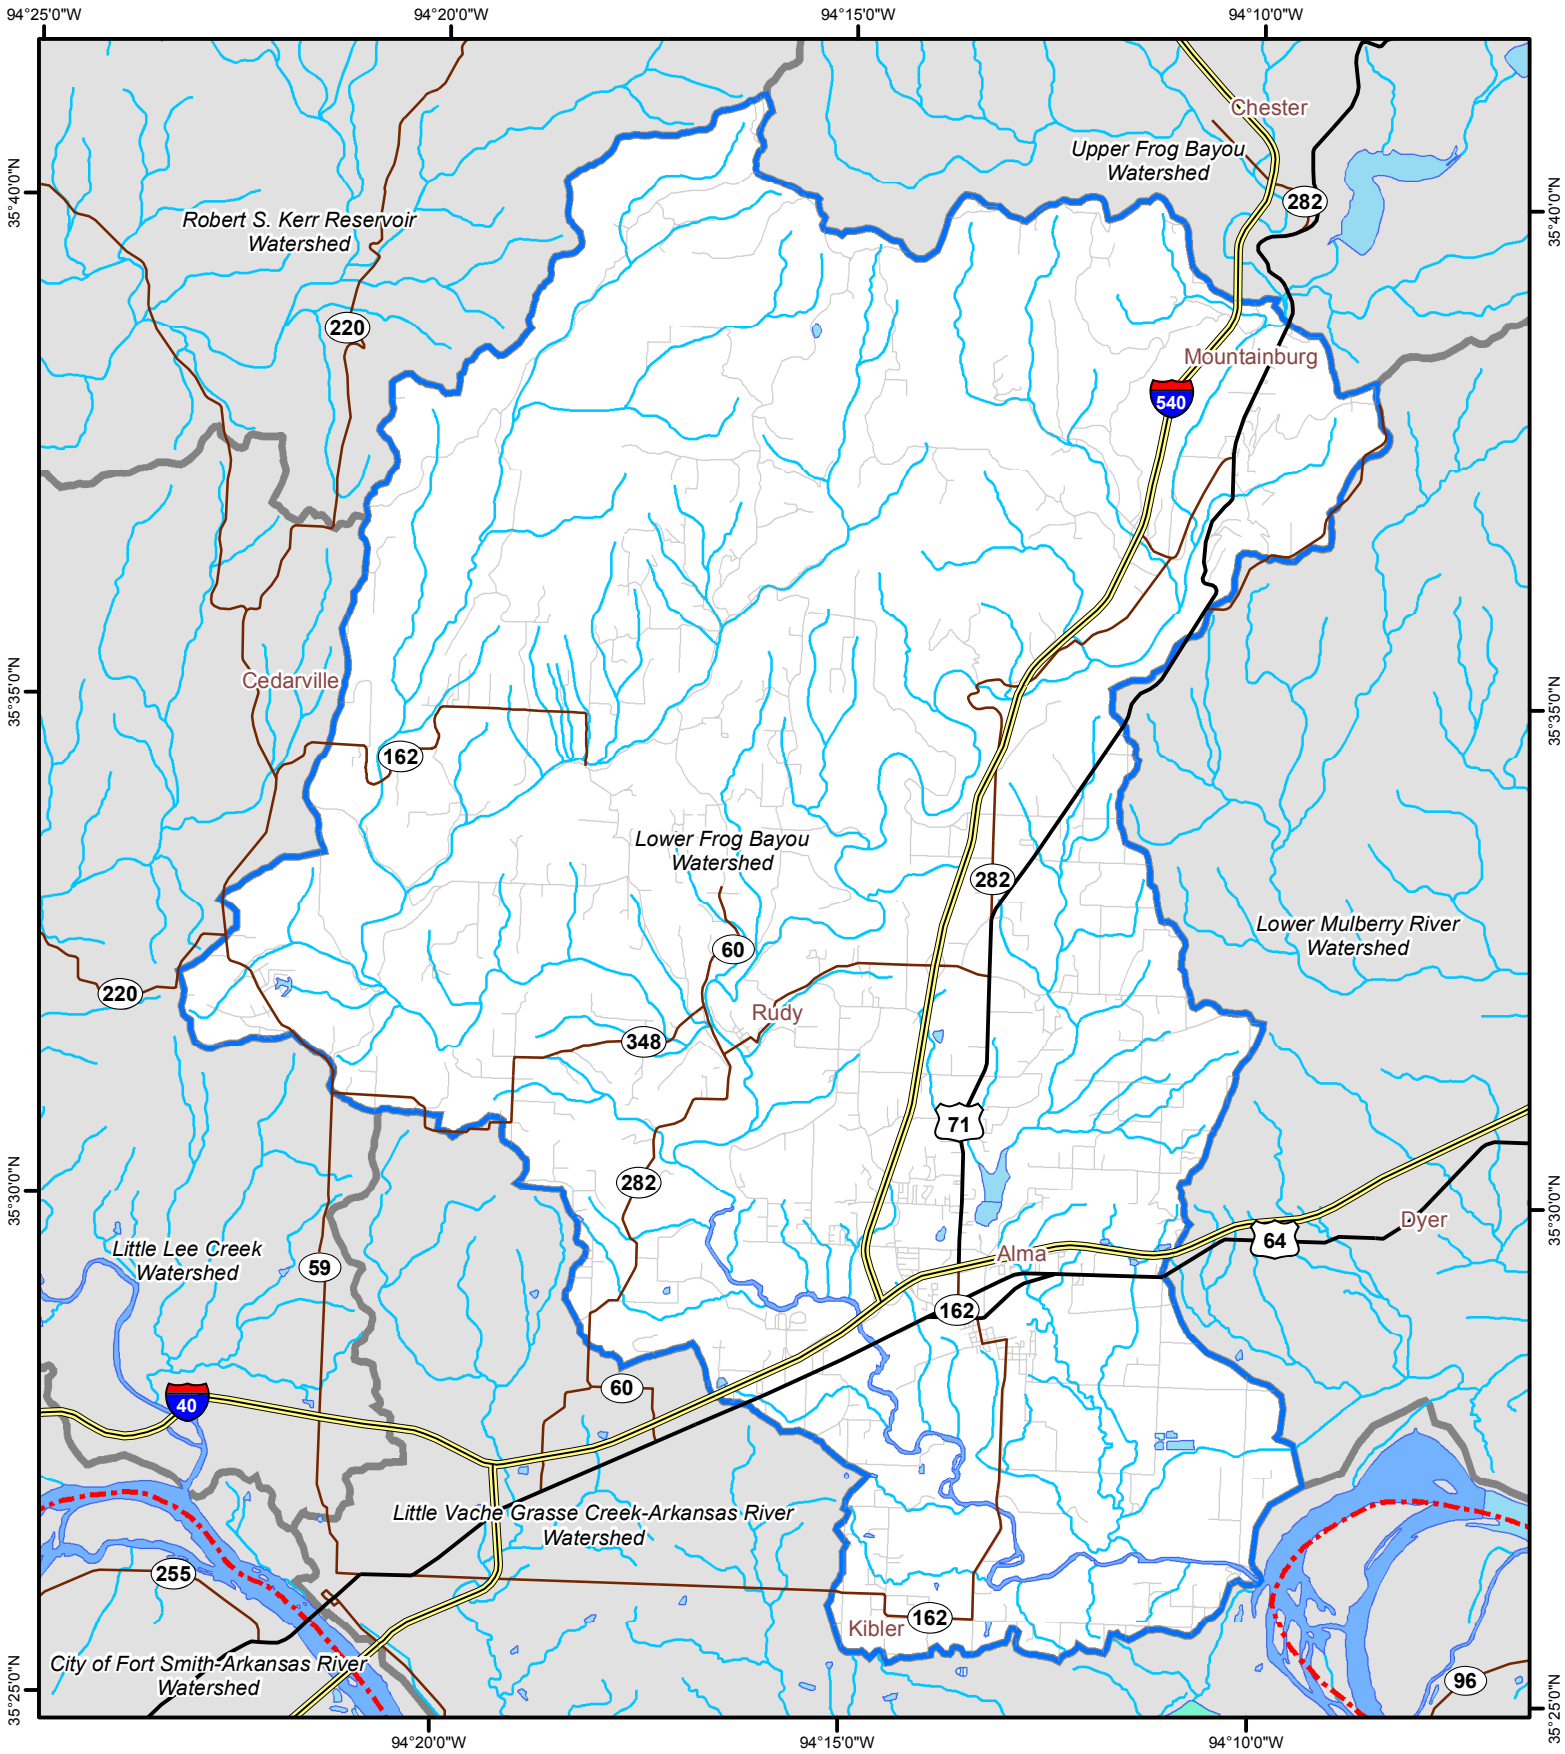 94°25'0"W
94°20'0"W
94°15'0"W
94°10'0"W
Chester
Upper Frog Bayou
Watershed
35°40'0"N
35°40'0"N
282
Robert S. Kerr Reservoir
Watershed
220
Mountainburg
540
Cedarville
35°35'0"N
35°35'0"N
162
Lower Frog Bayou
Watershed
282
Lower Mulberry River
Watershed
60
220
Rudy
348
71
282
35°30'0"N
35°30'0"N
Dyer
Little Lee Creek
Watershed
64
Alma
59
162
60
40
Little Vache Grasse Creek-Arkansas River
Watershed
255
162
Kibler
City of Fort Smith-Arkansas River
Watershed
96
35°25'0"N
35°25'0"N
94°20'0"W
94°15'0"W
94°10'0"W